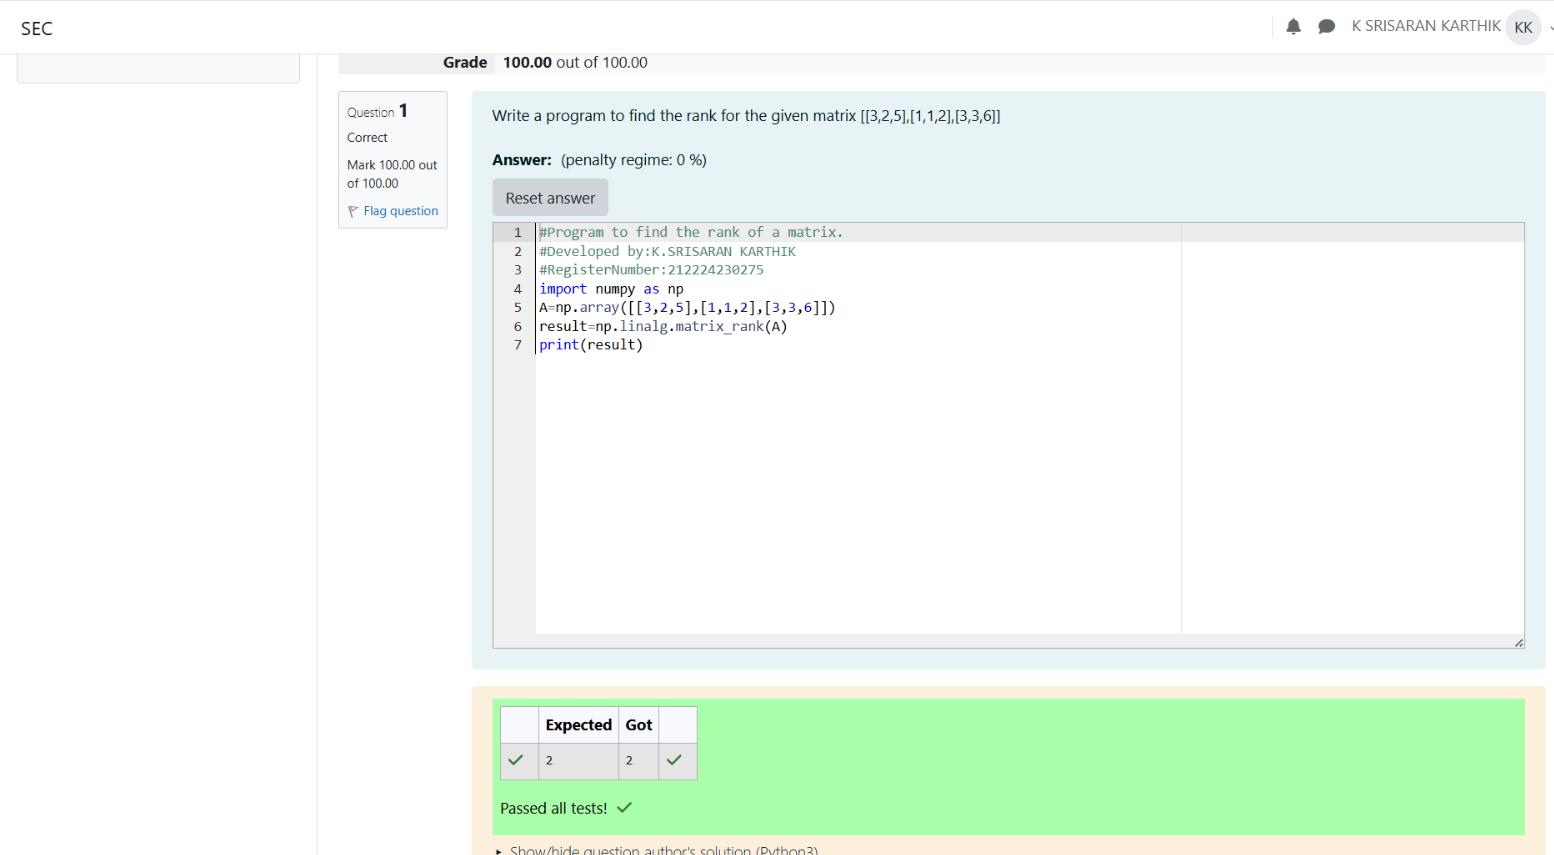 SEC
K SRISARAN KARTHIK KK
Grade 100.00 out of 100.00
Question 1
Correct
Mark 100.00 out
of 100.00
Flag question
Write a program to find the rank for the given matrix [[3,2,5],[1,1,2],[3,3,6]]
Answer: (penalty regime: 0 %)
Reset answer
1 #Program to find the rank of a matrix.
2 #Developed by:K.SRISARAN KARTHIK
3 #RegisterNumber:212224230275
4 import numpy as np
5 A=np.array([[3,2,5],[1,1,2],[3,3,6]])
6 result=np.linalg.matrix_rank(A)
7 print(result)
Expected Got
2 2
Passed all tests!
Show/hide question author's solution (Python3)